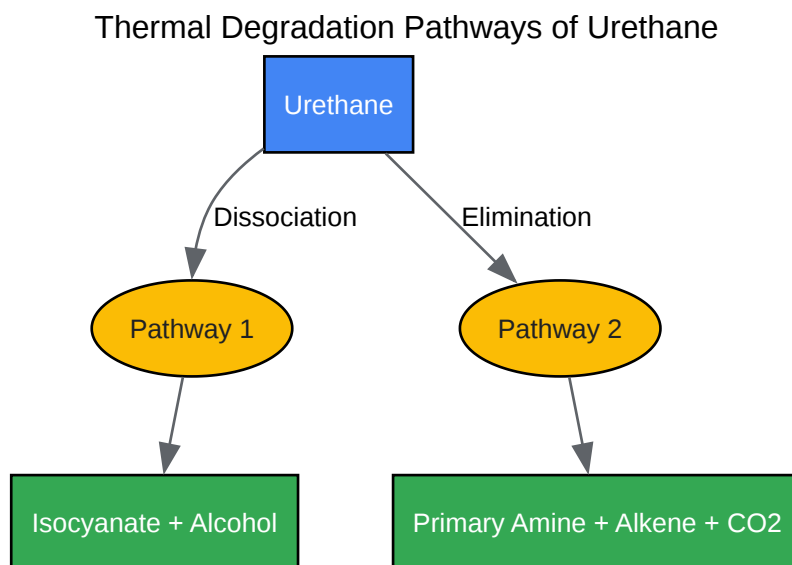 Thermal Degradation Pathways of Urethane
Urethane
Dissociation
Elimination
Pathway 1
Pathway 2
Isocyanate + Alcohol
Primary Amine + Alkene + CO2